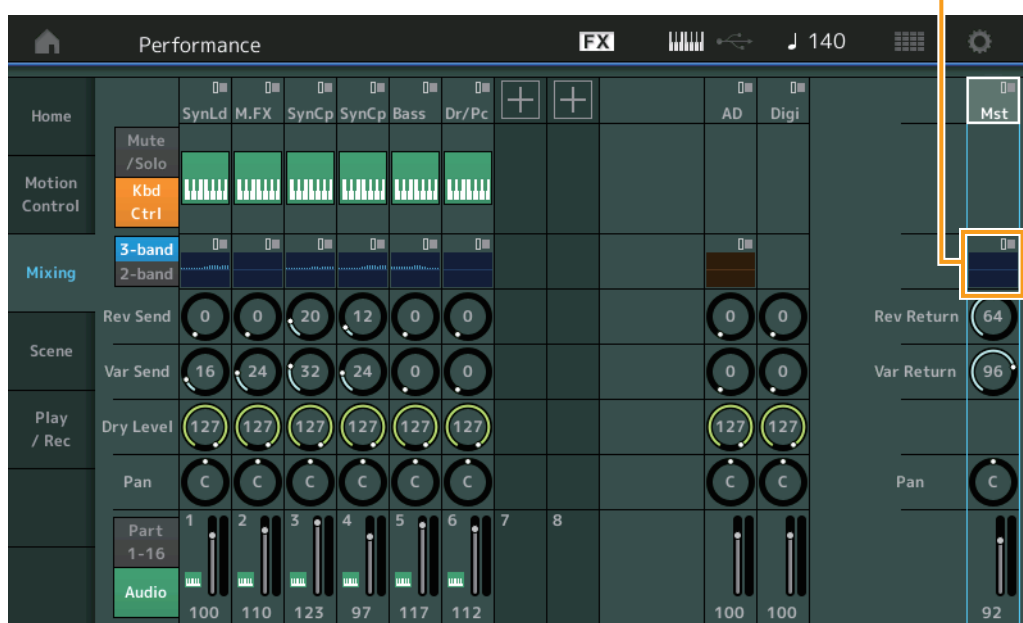 Performance FX 140
SynLd M.FX SynCp SynCp Bass Dr/Pc AD Digi Mst
Home
Mute
/Solo
Motion
Control
Kbd
Ctrl
3-band
2-band
Mixing
Rev Send 0 0 20 12 0 0 0 0 Rev Return 64
Scene
Var Send 16 24 32 24 0 0 0 0 Var Return 96
Play
/ Rec
Dry Level 127 127 127 127 127 127 127 127
Pan C C C C C C C C Pan C
1 2 3 4 5 6 7 8
Part
1-16
Audio
100 110 123 97 117 112 100 100 92